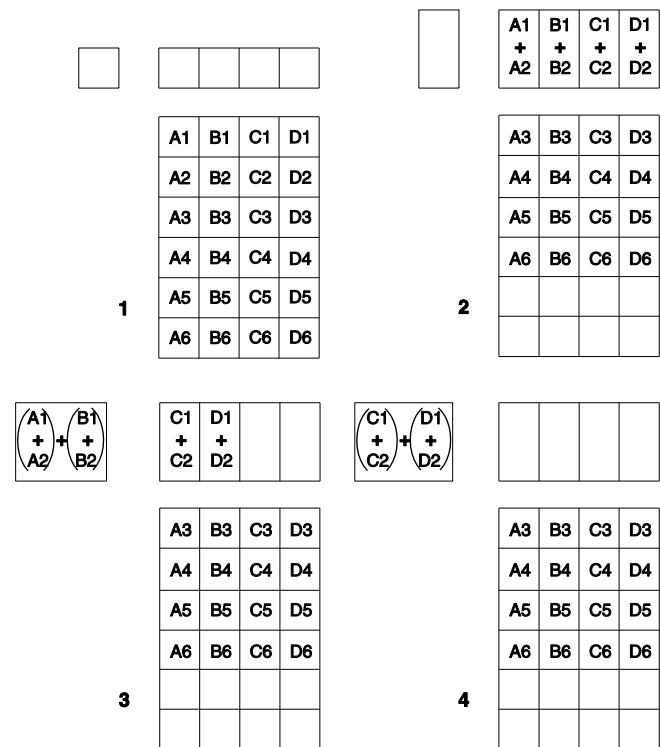 A1 B1 C1 D1
+ + + +
A2 B2 C2 D2
A1 B1 C1 D1
A2 B2 C2 D2
A3 B3 C3 D3
A4 B4 C4 D4
A5 B5 C5 D5
A6 B6 C6 D6
1
A3 B3 C3 D3
A4 B4 C4 D4
A5 B5 C5 D5
A6 B6 C6 D6
2
(A1 + A2) + (B1 + B2)
C1 D1
+ +
C2 D2
A3 B3 C3 D3
A4 B4 C4 D4
A5 B5 C5 D5
A6 B6 C6 D6
3
(C1 + C2) + (D1 + D2)
A3 B3 C3 D3
A4 B4 C4 D4
A5 B5 C5 D5
A6 B6 C6 D6
4